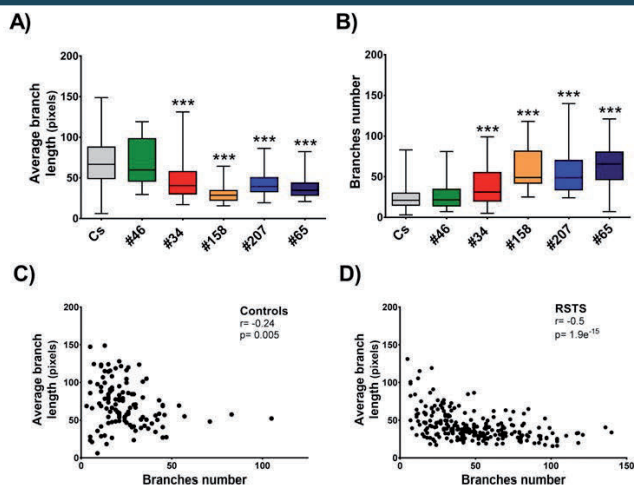 A)
Average branch
length (pixels)
200
150
100
50
0
***
***
***
***
Cs
#46
#34
#158
#207
#65
B)
Branches number
200
150
100
50
0
***
***
***
***
Cs
#46
#34
#158
#207
#65
C)
Average branch
length (pixels)
200
150
100
50
0
Controls
r= -0.24
p= 0.005
0
50
100
Branches number
D)
Average branch
length (pixels)
200
150
100
50
0
RSTS
r= -0.5
p= 1.9e⁻¹⁵
0
50
100
150
Branches number